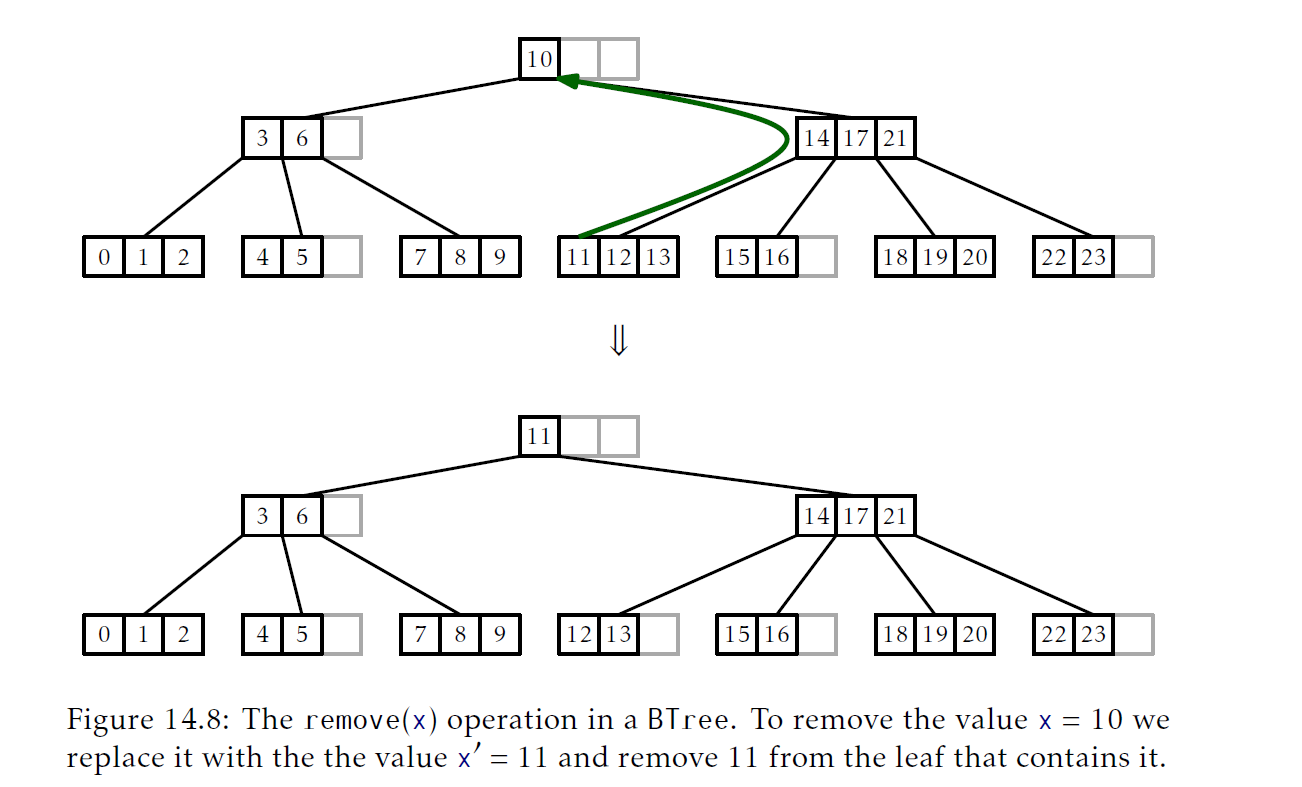 10
3 6 14 17 21
0 1 2 4 5 7 8 9 11 12 13 15 16 18 19 20 22 23
⇓
11
3 6 14 17 21
0 1 2 4 5 7 8 9 12 13 15 16 18 19 20 22 23
Figure 14.8: The remove(x) operation in a BTree. To remove the value x = 10 we
replace it with the the value x′ = 11 and remove 11 from the leaf that contains it.